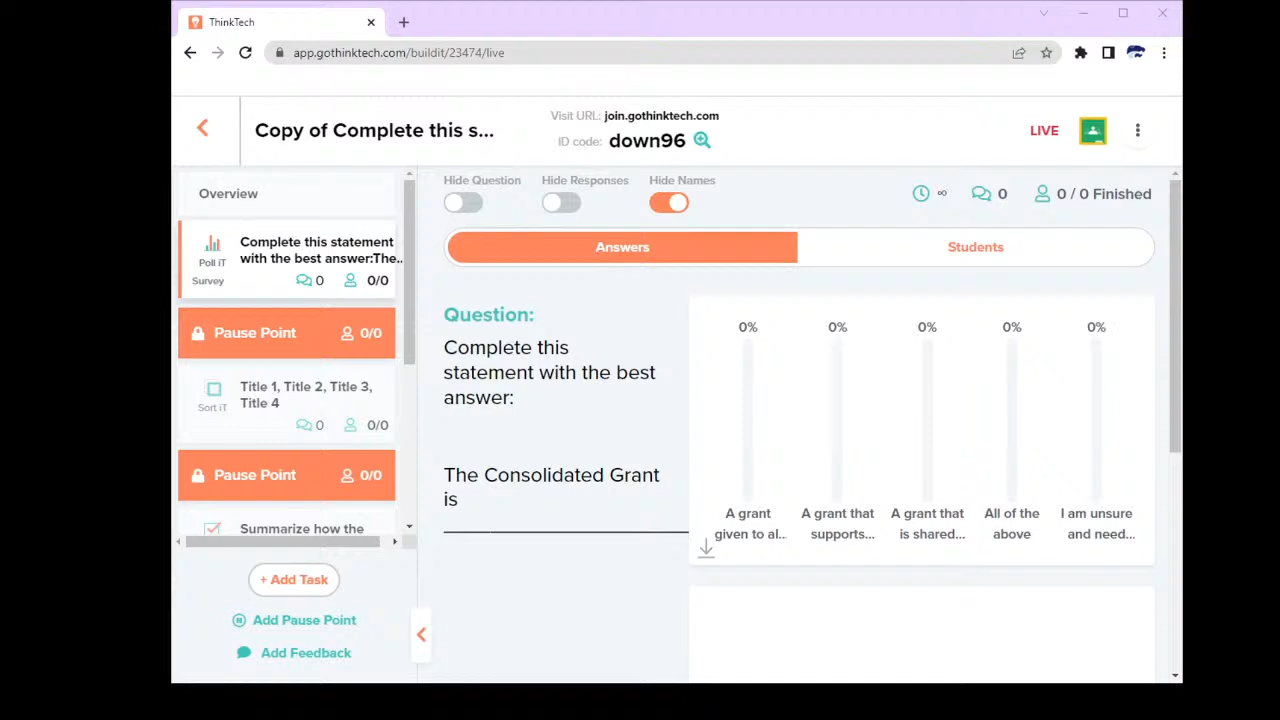 ThinkTech
app.gothinktech.com/buildit/23474/live
Copy of Complete this s...
Visit URL: join.gothinktech.com
ID code: down96
LIVE
Overview
Complete this statement
with the best answer:The..
Poll iT
Survey
0
0/0
Pause Point
0/0
Title 1, Title 2, Title 3,
Title 4
Sort iT
0
0/0
Pause Point
0/0
Summarize how the
+ Add Task
Add Pause Point
Add Feedback
Hide Question
Hide Responses
Hide Names
∞
0
0 / 0 Finished
Answers
Students
Question:
Complete this
statement with the best
answer:
The Consolidated Grant
is
0%
0%
0%
0%
0%
A grant
given to al...
A grant that
supports...
A grant that
is shared...
All of the
above
I am unsure
and need...